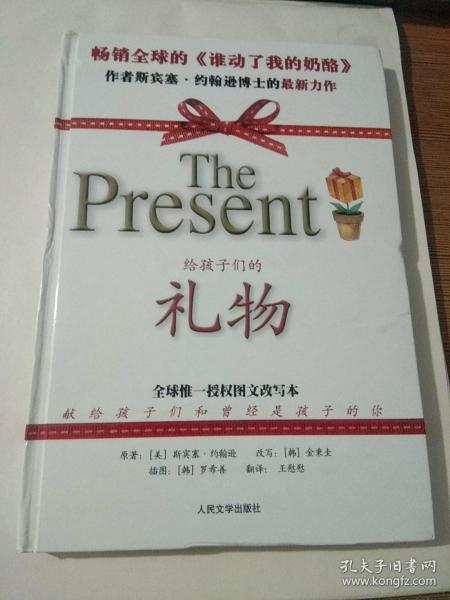 畅销全球的《谁动了我的奶酪》
作者斯宾塞·约翰逊博士的最新力作
The
Present
给孩子们的
礼物
全球惟一授权图文改写本
献给孩子们和曾经是孩子的你
原著：[美] 斯宾塞·约翰逊 改写：[韩] 金秉圭
插图：[韩] 罗希善 翻译：王慰慰
人民文学出版社
孔夫子旧书网
www.kongfz.com